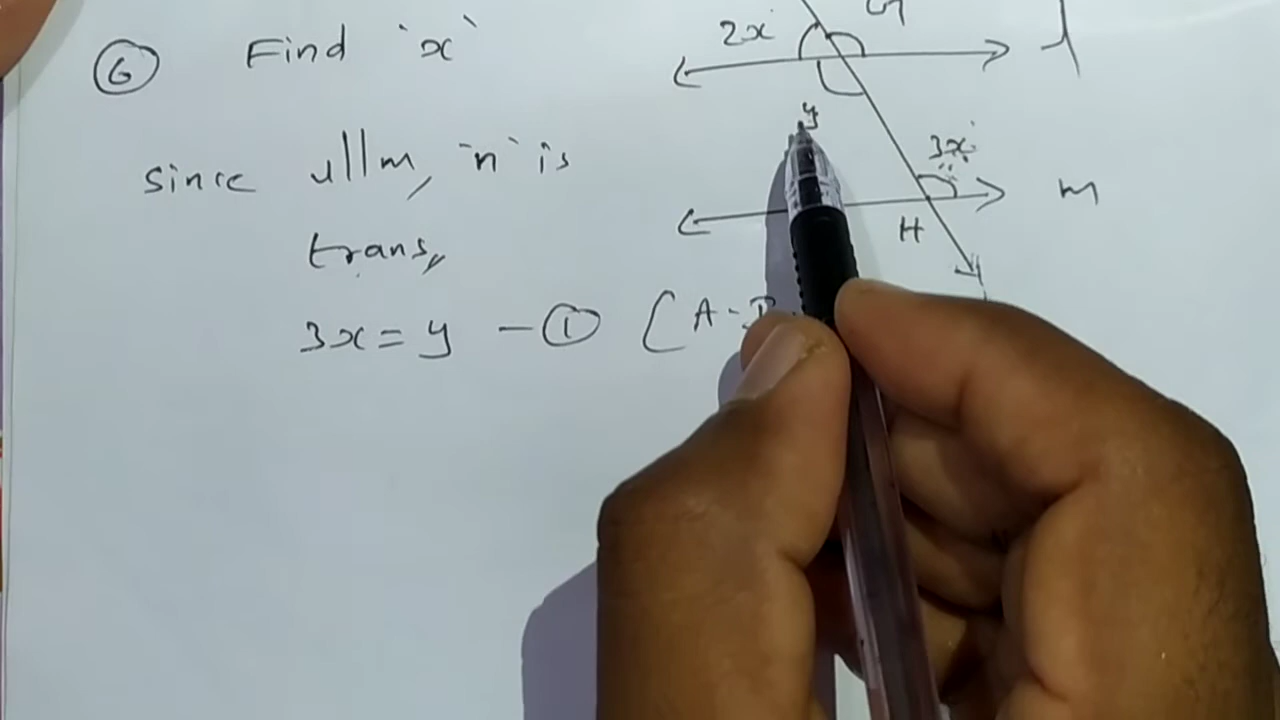 6 Find 'x'
since l||m, 'n' is
trans,,
3x = y - ① [A-
2x°
G
l
y
3x°
m
H